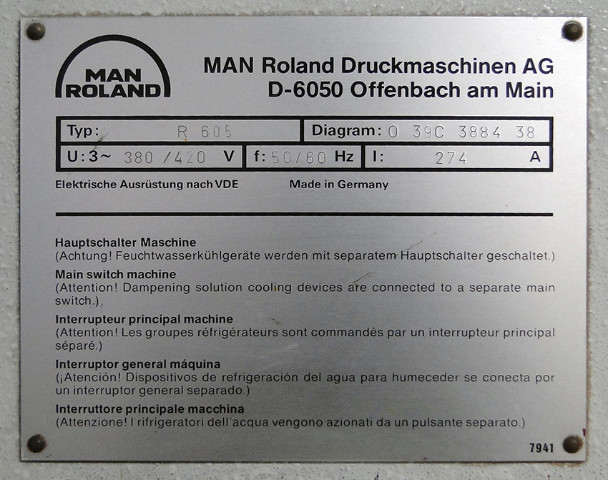 MAN
ROLAND
MAN Roland Druckmaschinen AG
D-6050 Offenbach am Main
Typ: R 605 Diagram: 0 39C 3884 38
U: 3~ 380/420 V f: 50/60 Hz I: 274 A
Elektrische Ausrüstung nach VDE Made in Germany
Hauptschalter Maschine
(Achtung! Feuchtwasserkühlgeräte werden mit separatem Hauptschalter geschaltet.)
Main switch machine
(Attention! Dampening solution cooling devices are connected to a separate main
switch.)
Interrupteur principal machine
(Attention! Les groupes réfrigérateurs sont commandés par un interrupteur principal
séparé.)
Interruptor general máquina
(¡Atención! Dispositivos de refrigeración del agua para humeceder se conecta por
un interruptor general separado.)
Interruttore principale macchina
(Attenzione! I rifrigeratori dell'acqua vengono azionati da un pulsante separato.)
7941